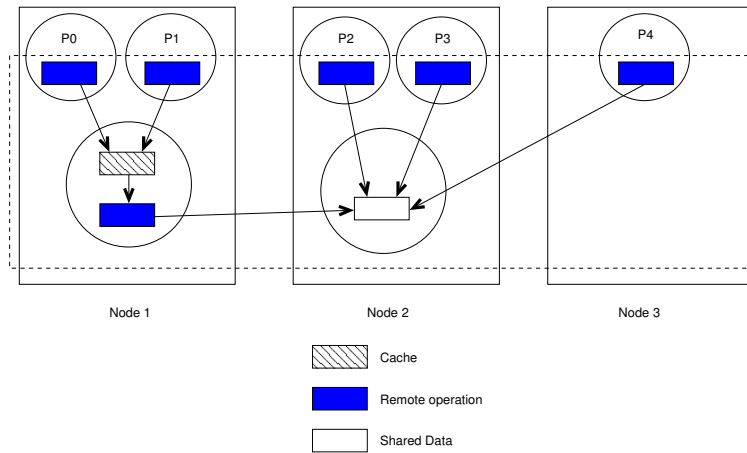 P0 P1 P2 P3 P4
Node 1 Node 2 Node 3
Cache
Remote operation
Shared Data